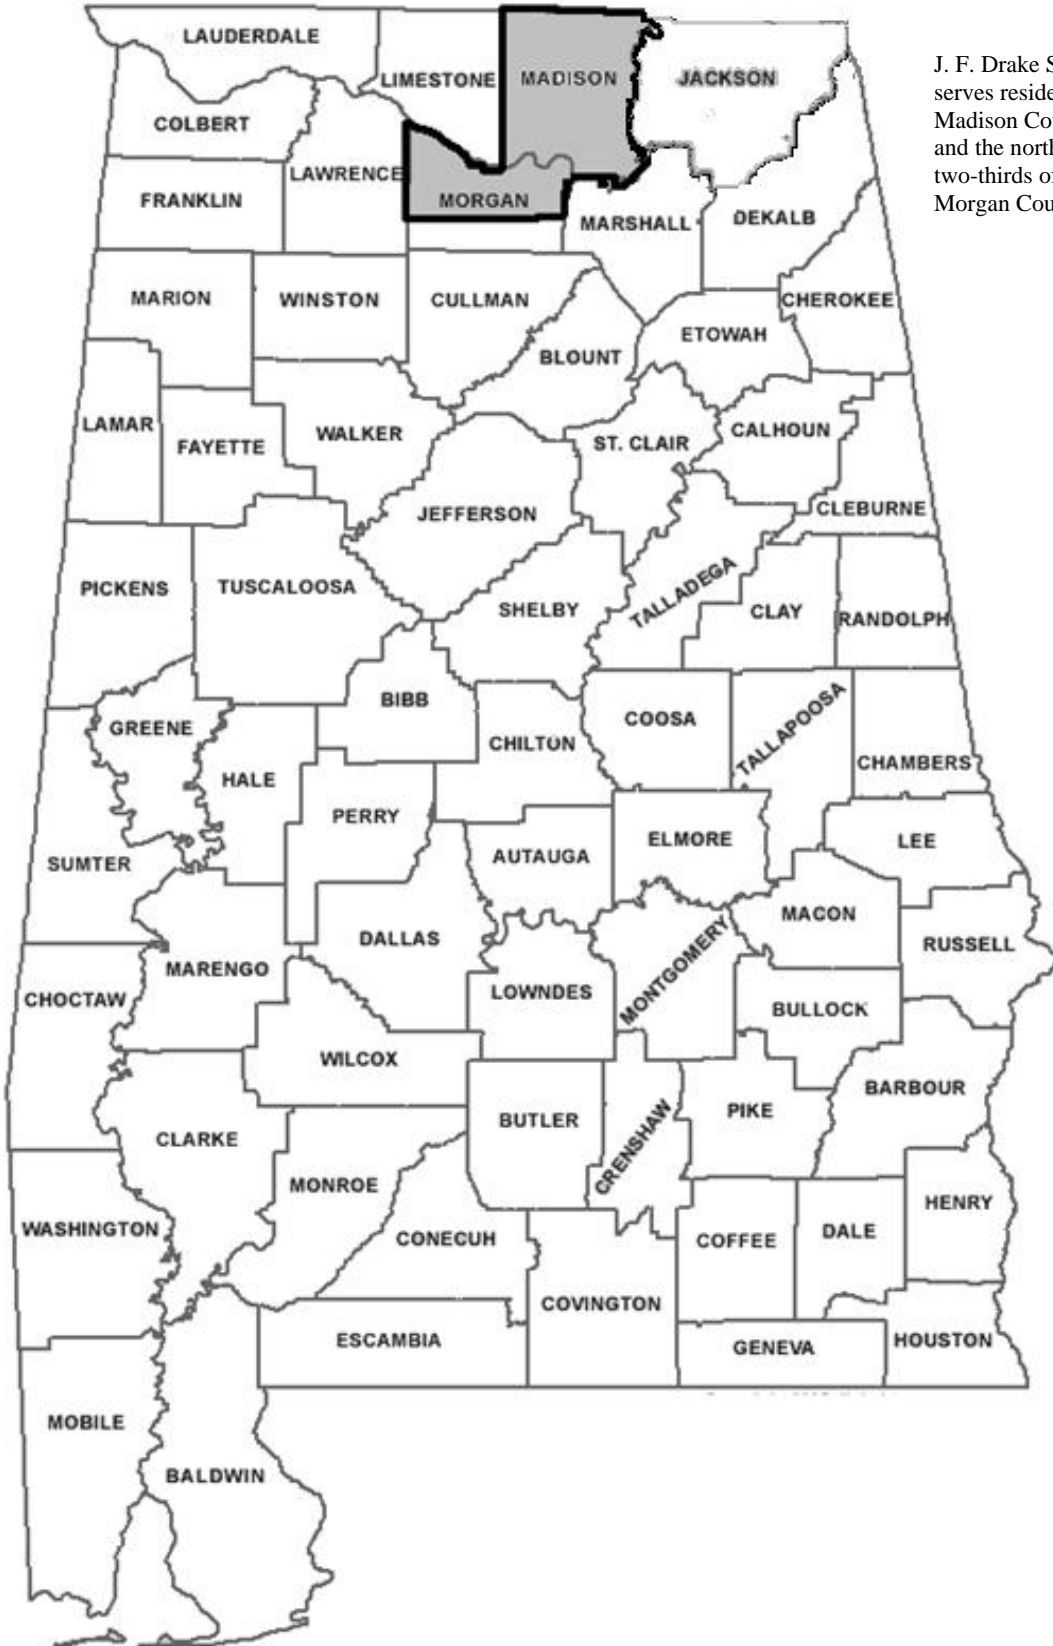 LAUDERDALE
LIMESTONE
MADISON
JACKSON
J. F. Drake S
serves reside
Madison Cou
and the north
two-thirds of
Morgan Cou
COLBERT
LAWRENCE
FRANKLIN
MORGAN
MARSHALL
DEKALB
MARION
WINSTON
CULLMAN
CHEROKEE
ETOWAH
BLOUNT
LAMAR
FAYETTE
WALKER
ST. CLAIR
CALHOUN
JEFFERSON
CLEBURNE
PICKENS
TUSCALOOSA
SHELBY
TALLADEGA
CLAY
RANDOLPH
BIBB
GREENE
COOSA
TALLAPOOSA
CHILTON
HALE
CHAMBERS
PERRY
SUMTER
AUTAUGA
ELMORE
LEE
DALLAS
MACON
RUSSELL
MARENGO
MONTGOMERY
CHOCTAW
LOWNDES
BULLOCK
WILCOX
BARBOUR
CLARKE
BUTLER
CRENSHAW
PIKE
MONROE
HENRY
WASHINGTON
CONECUH
COFFEE
DALE
COVINGTON
ESCAMBIA
GENEVA
HOUSTON
MOBILE
BALDWIN